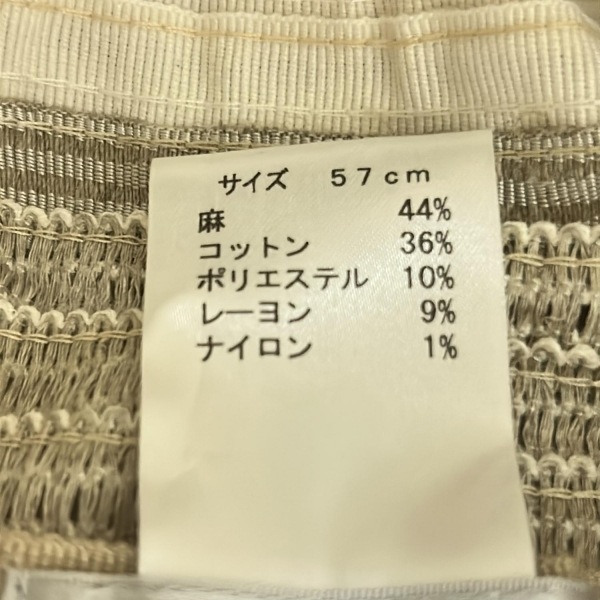 サイズ　５７ｃｍ
麻 44%
コットン 36%
ポリエステル 10%
レーヨン 9%
ナイロン 1%